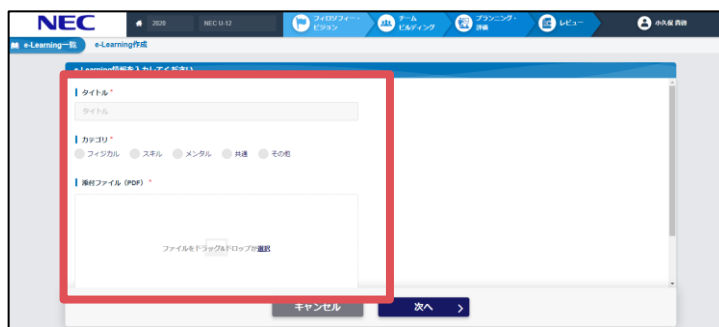 NEC
2020
NEC U-12
フィロソフィー・
ビジョン
チーム
ビルディング
プランニング・
評価
レビュー
e-Learning一覧
e-Learning作成
e-Learning情報を入力してください
タイトル *
タイトル
カテゴリ *
フィジカル スキル メンタル 共通 その他
添付ファイル (PDF) *
ファイルをドラッグ&ドロップか選択
キャンセル
次へ